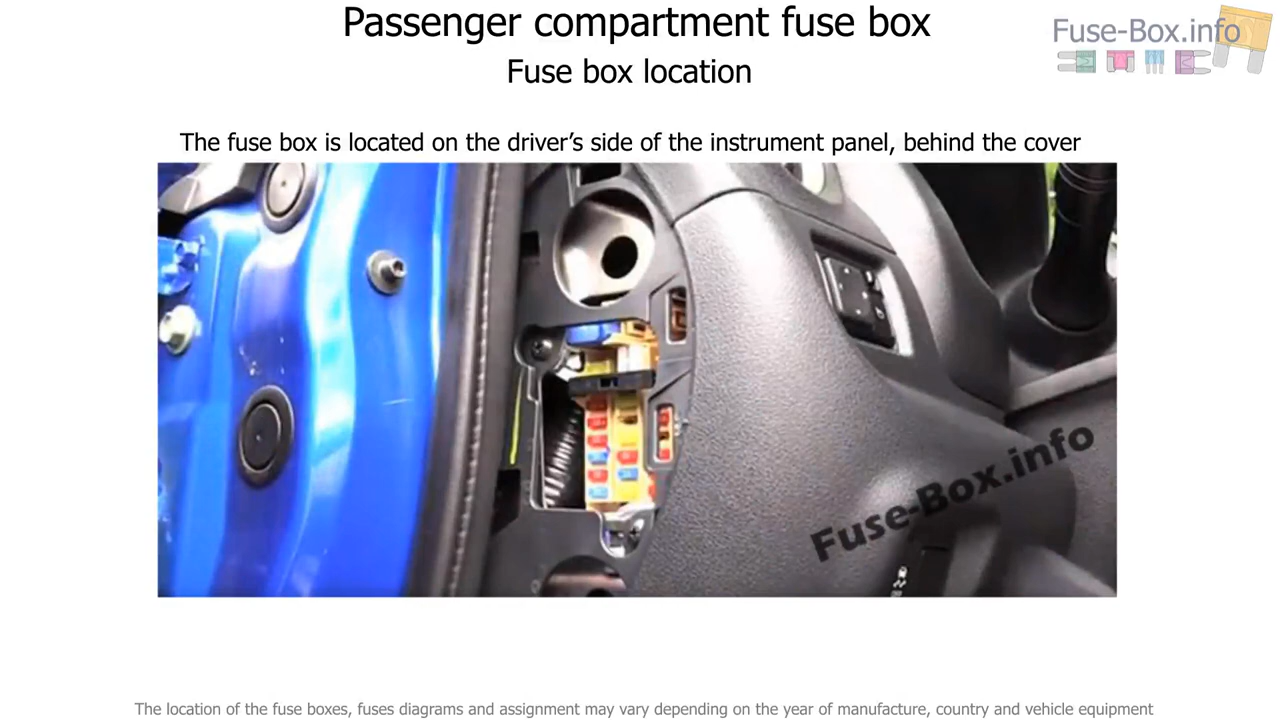 Passenger compartment fuse box
Fuse-Box.info
Fuse box location
The fuse box is located on the driver’s side of the instrument panel, behind the cover
Fuse-Box.info
The location of the fuse boxes, fuses diagrams and assignment may vary depending on the year of manufacture, country and vehicle equipment